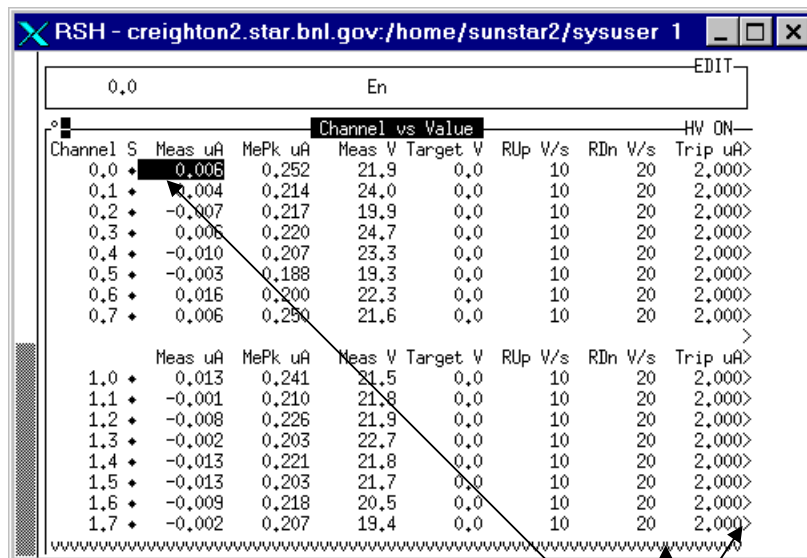 RSH - creighton2.star.bnl.gov:/home/sunstar2/sysuser 1
EDIT
0.0 En
Channel vs Value HV ON
Channel S Meas uA MePk uA Meas V Target V RUp V/s RDn V/s Trip uA>
0.0 ♦ 0.006 0.252 21.9 0.0 10 20 2.000>
0.1 ♦ 0.004 0.214 24.0 0.0 10 20 2.000>
0.2 ♦ -0.007 0.217 19.9 0.0 10 20 2.000>
0.3 ♦ 0.006 0.220 24.7 0.0 10 20 2.000>
0.4 ♦ -0.010 0.207 23.3 0.0 10 20 2.000>
0.5 ♦ -0.003 0.188 19.3 0.0 10 20 2.000>
0.6 ♦ 0.016 0.200 22.3 0.0 10 20 2.000>
0.7 ♦ 0.006 0.250 21.6 0.0 10 20 2.000>
>
Meas uA MePk uA Meas V Target V RUp V/s RDn V/s Trip uA>
1.0 ♦ 0.013 0.241 21.5 0.0 10 20 2.000>
1.1 ♦ -0.001 0.210 21.8 0.0 10 20 2.000>
1.2 ♦ -0.008 0.226 21.9 0.0 10 20 2.000>
1.3 ♦ -0.002 0.203 22.7 0.0 10 20 2.000>
1.4 ♦ -0.013 0.221 21.8 0.0 10 20 2.000>
1.5 ♦ -0.013 0.203 21.7 0.0 10 20 2.000>
1.6 ♦ -0.009 0.218 20.5 0.0 10 20 2.000>
1.7 ♦ -0.002 0.207 19.4 0.0 10 20 2.000>